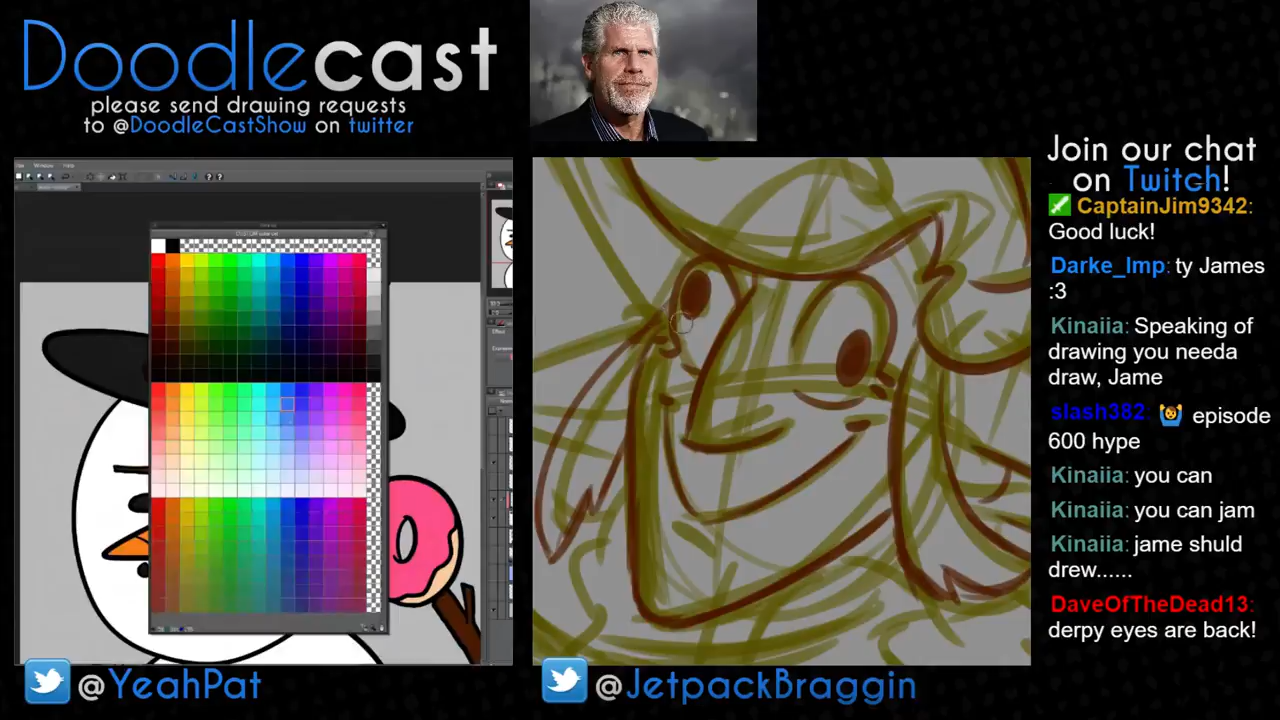 Doodlecast
please send drawing requests
to @DoodleCastShow on twitter
Join our chat
on Twitch!
CaptainJim9342:
Good luck!
Darke_Imp: ty James
:3
Kinaiia: Speaking of
drawing you needa
draw, Jame
slash382: 🙋 episode
600 hype
Kinaiia: you can
Kinaiia: you can jam
Kinaiia: jame shuld
drew......
DaveOfTheDead13:
derpy eyes are back!
@YeahPat
@JetpackBraggin